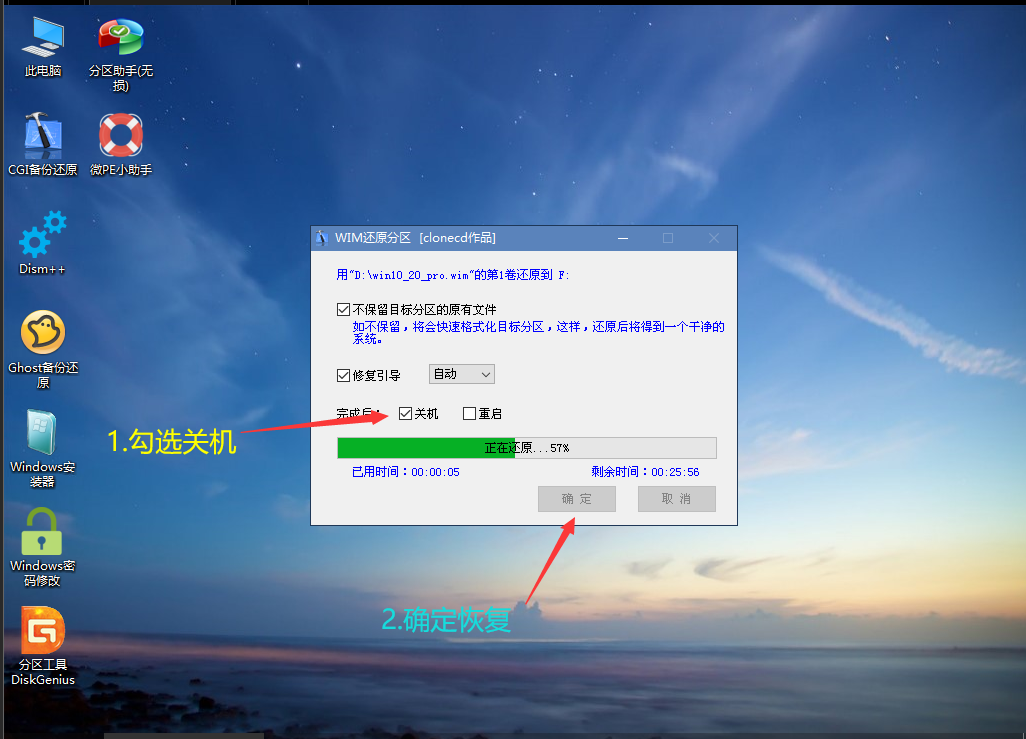 此电脑
分区助手(无
损)
CGI备份还原
微PE小助手
Dism++
Ghost备份还
原
Windows安
装器
Windows密
码修改
分区工具
DiskGenius
WIM还原分区 [clonecd作品]
用"D:\win10_20_pro.wim"的第1卷还原到 F:
不保留目标分区的原有文件
如不保留，将会快速格式化目标分区，这样，还原后将得到一个干净的
系统。
修复引导 自动
完成后： 关机 重启
正在还原...57%
已用时间：00:00:05 剩余时间：00:25:56
确 定 取 消
1.勾选关机
2.确定恢复